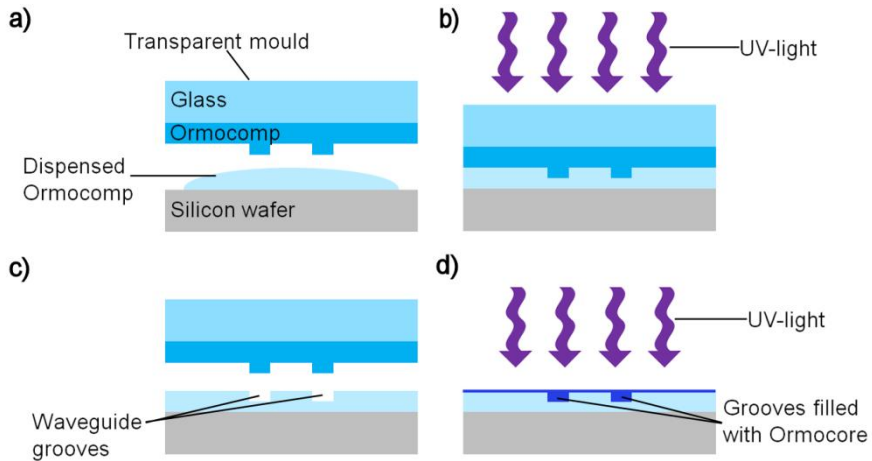 a)
Transparent mould
Glass
Ormocomp
Dispensed
Ormocomp
Silicon wafer
b)
UV-light
c)
Waveguide
grooves
d)
UV-light
Grooves filled
with Ormocore